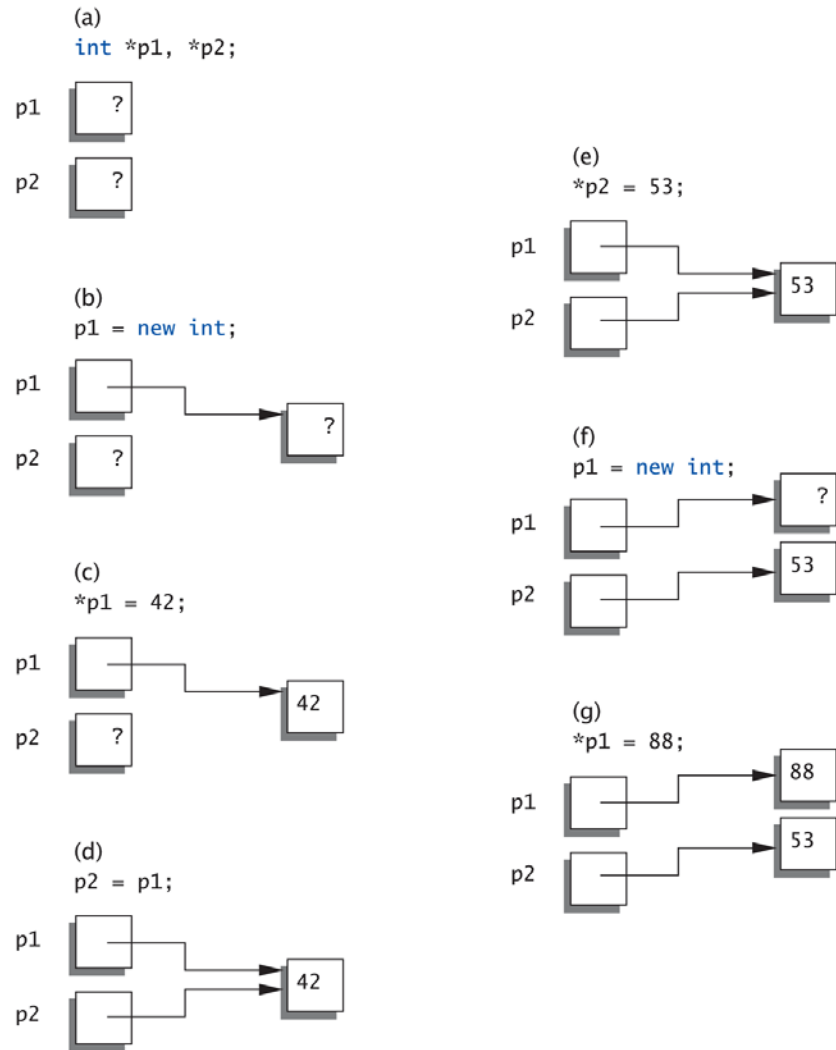 (a)
int *p1, *p2;
p1 ?
p2 ?
(b)
p1 = new int;
p1
?
p2 ?
(c)
*p1 = 42;
p1
42
p2 ?
(d)
p2 = p1;
p1
42
p2
(e)
*p2 = 53;
p1
53
p2
(f)
p1 = new int;
?
p1
53
p2
(g)
*p1 = 88;
88
p1
53
p2